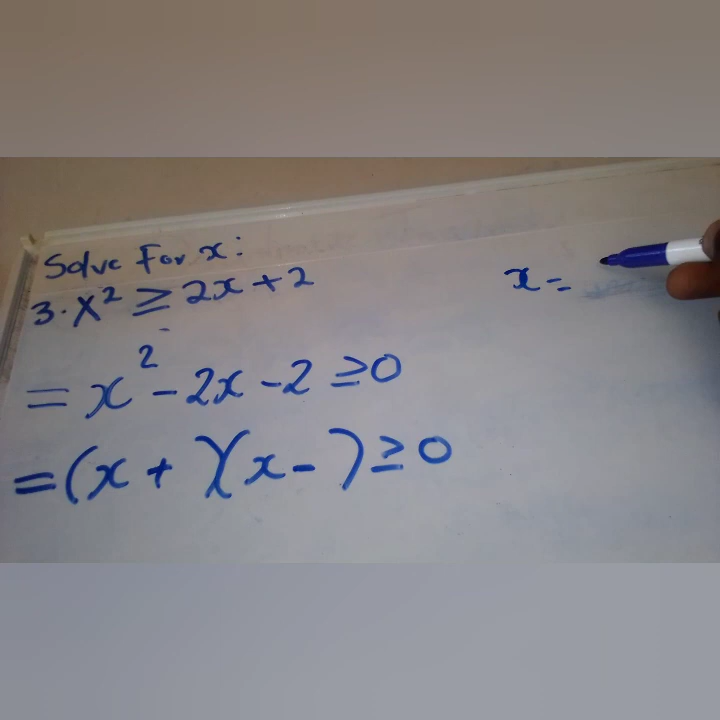 Solve For x:
3. x² ≥ 2x + 2
x =
= x² - 2x - 2 ≥ 0
= (x + )(x - ) ≥ 0